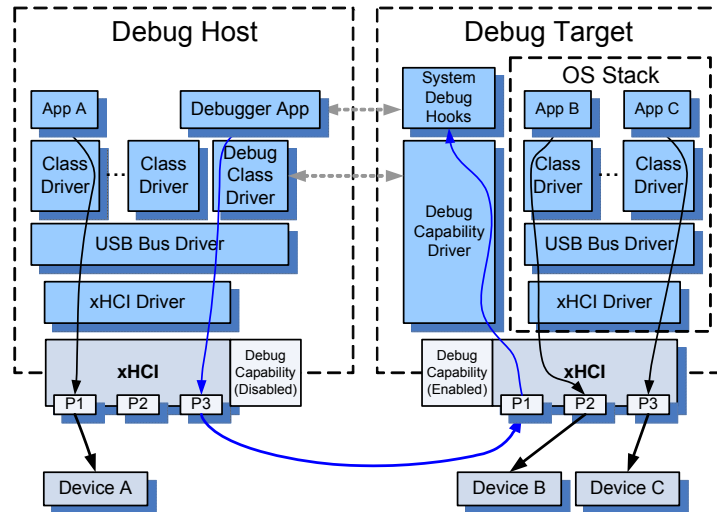 Debug Host
App A
Debugger App
Class
Driver
...
Class
Driver
Debug
Class
Driver
USB Bus Driver
xHCI Driver
xHCI
Debug
Capability
(Disabled)
P1
P2
P3
Device A
Debug Target
System
Debug
Hooks
OS Stack
App B
App C
Debug
Capability
Driver
Class
Driver
...
Class
Driver
USB Bus Driver
xHCI Driver
Debug
Capability
(Enabled)
xHCI
P1
P2
P3
Device B
Device C